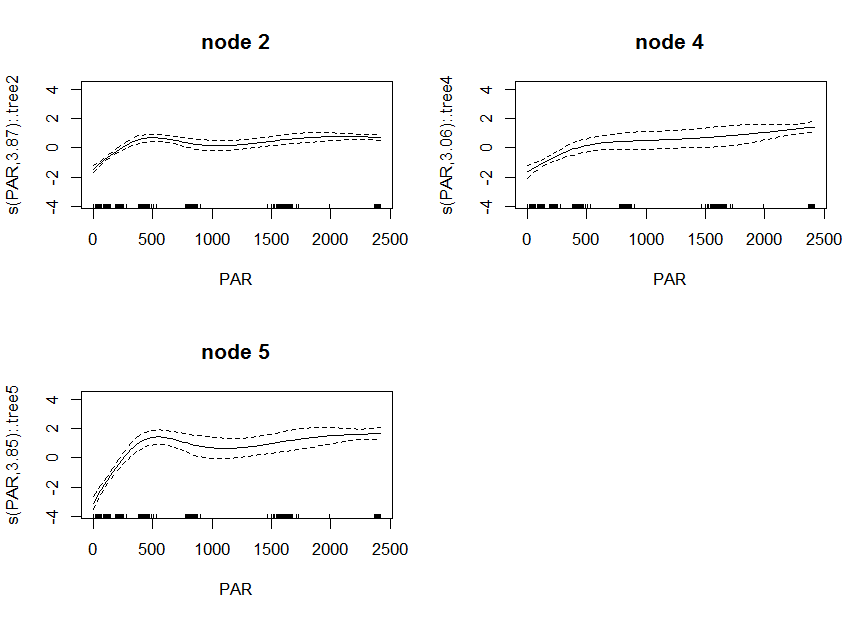 node 2
s(PAR,3.87):.tree2
4
2
0
-2
-4
0 500 1000 1500 2000 2500
PAR
node 4
s(PAR,3.06):.tree4
4
2
0
-2
-4
0 500 1000 1500 2000 2500
PAR
node 5
s(PAR,3.85):.tree5
4
2
0
-2
-4
0 500 1000 1500 2000 2500
PAR